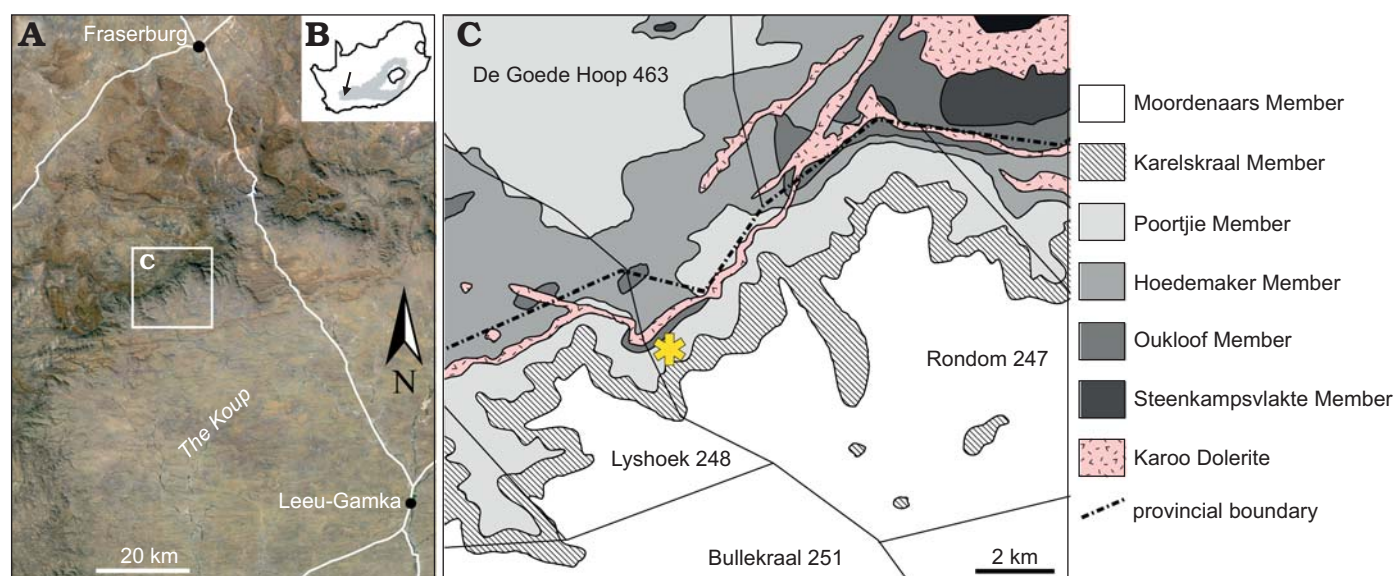 A
Fraserburg
B
C
The Koup
N
Leeu-Gamka
20 km
C
De Goede Hoop 463
Rondom 247
Lyshoek 248
Bullekraal 251
2 km
Moordenaars Member
Karelskraal Member
Poortjie Member
Hoedemaker Member
Oukloof Member
Steenkampsvlakte Member
Karoo Dolerite
provincial boundary